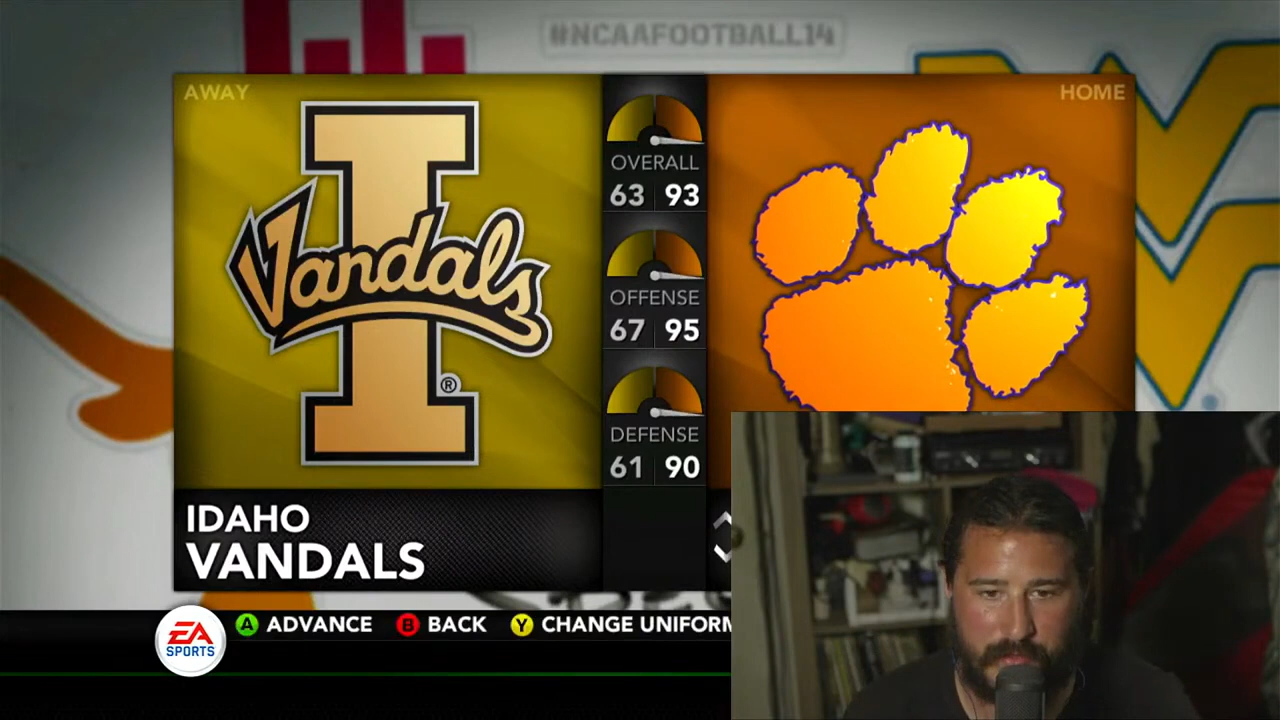 #NCAAFOOTBALL14
AWAY
HOME
Vandals
®
OVERALL
63 93
OFFENSE
67 95
DEFENSE
61 90
IDAHO
VANDALS
EA
SPORTS
A ADVANCE B BACK Y CHANGE UNIFORM